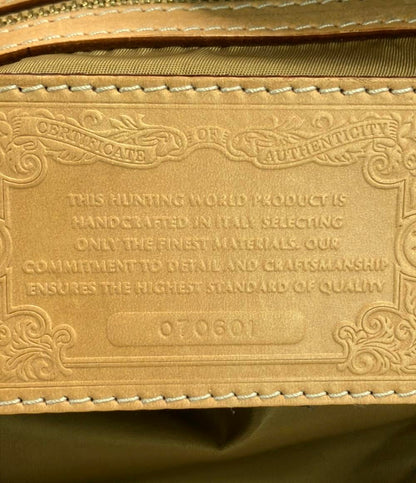 CERTIFICATE OF AUTHENTICITY
THIS HUNTING WORLD PRODUCT IS
HANDCRAFTED IN ITALY SELECTING
ONLY THE FINEST MATERIALS. OUR
COMMITMENT TO DETAIL AND CRAFTSMANSHIP
ENSURES THE HIGHEST STANDARD OF QUALITY
070601